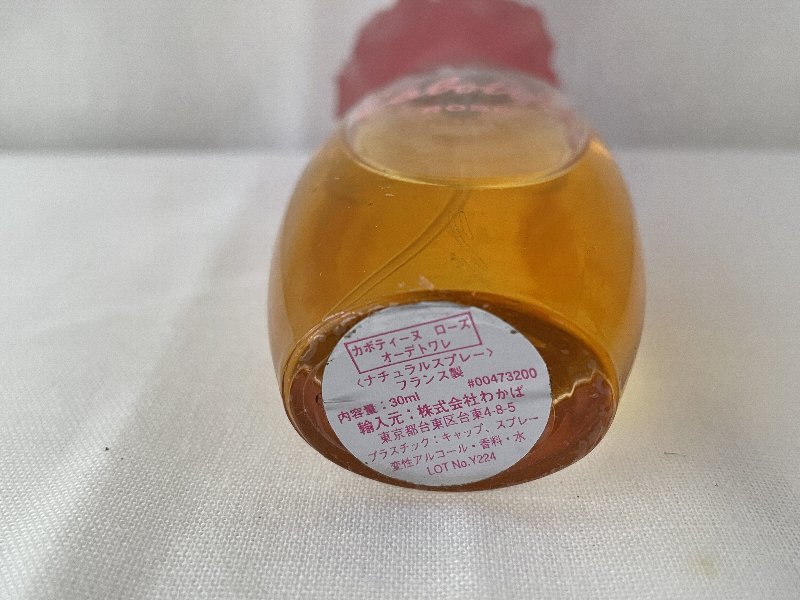 カボティーヌ ローズ
オーデトワレ
〈ナチュラルスプレー〉
フランス製
#00473200
内容量：30ml
輸入元：株式会社わかば
東京都台東区台東4-8-5
プラスチック：キャップ、スプレー
変性アルコール・香料・水
LOT No.Y224